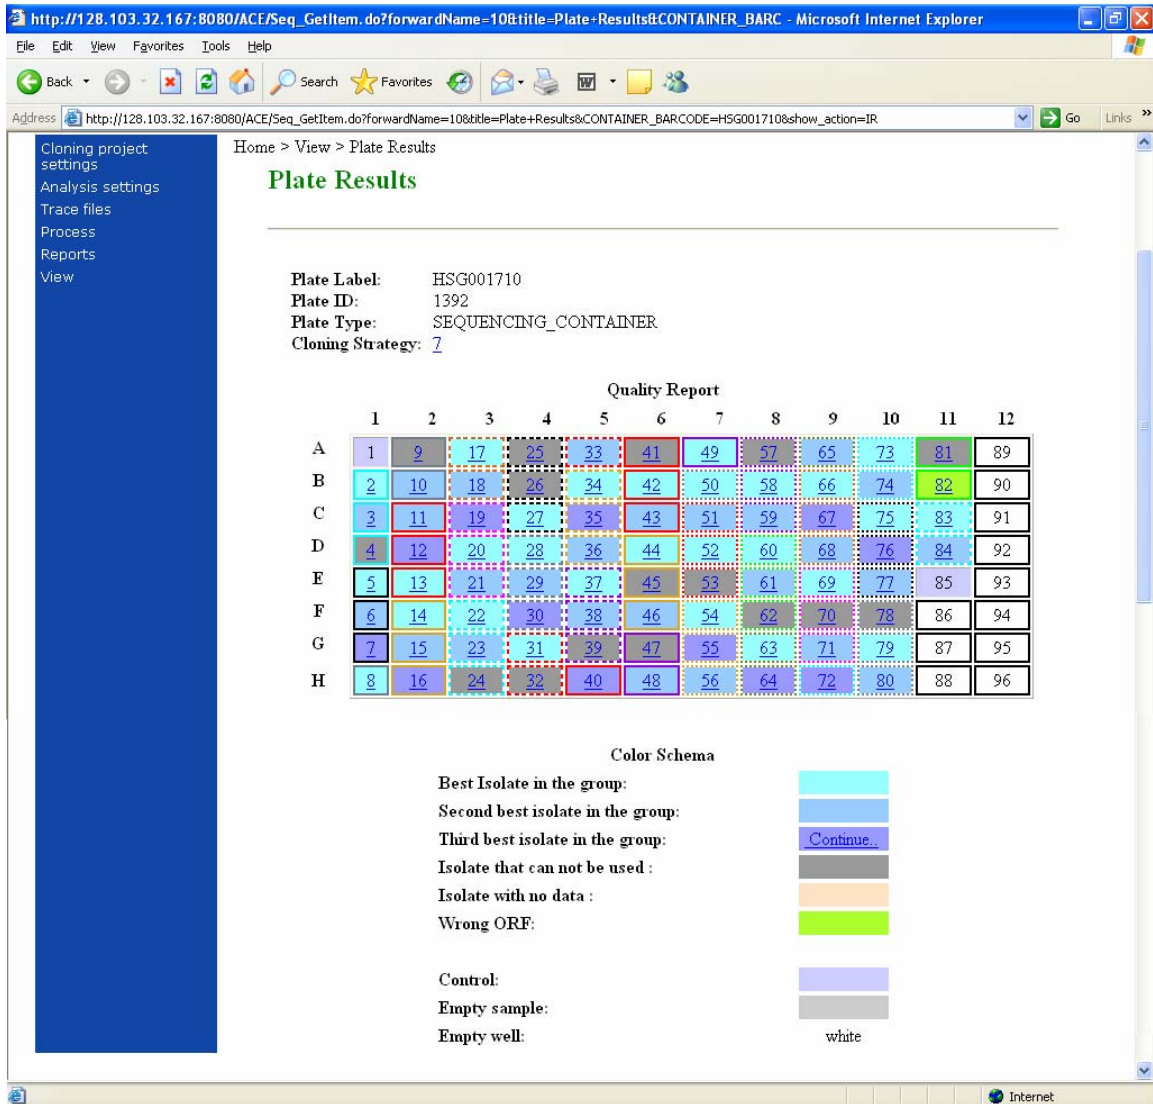 http://128.103.32.167:8080/ACE/Seq_GetItem.do?forwardName=10&title=Plate+Results&CONTAINER_BARC - Microsoft Internet Explorer
File Edit View Favorites Tools Help
Back Search Favorites
Address http://128.103.32.167:8080/ACE/Seq_GetItem.do?forwardName=10&title=Plate+Results&CONTAINER_BARCODE=HSG001710&show_action=IR Go Links »
Cloning project
settings
Analysis settings
Trace files
Process
Reports
View
Home > View > Plate Results
Plate Results
Plate Label: HSG001710
Plate ID: 1392
Plate Type: SEQUENCING_CONTAINER
Cloning Strategy: 7
Quality Report
1 2 3 4 5 6 7 8 9 10 11 12
A 1 9 17 25 33 41 49 57 65 73 81 89
B 2 10 18 26 34 42 50 58 66 74 82 90
C 3 11 19 27 35 43 51 59 67 75 83 91
D 4 12 20 28 36 44 52 60 68 76 84 92
E 5 13 21 29 37 45 53 61 69 77 85 93
F 6 14 22 30 38 46 54 62 70 78 86 94
G 7 15 23 31 39 47 55 63 71 79 87 95
H 8 16 24 32 40 48 56 64 72 80 88 96
Color Schema
Best Isolate in the group:
Second best isolate in the group:
Third best isolate in the group: Continue..
Isolate that can not be used :
Isolate with no data :
Wrong ORF:
Control:
Empty sample:
Empty well: white
Internet